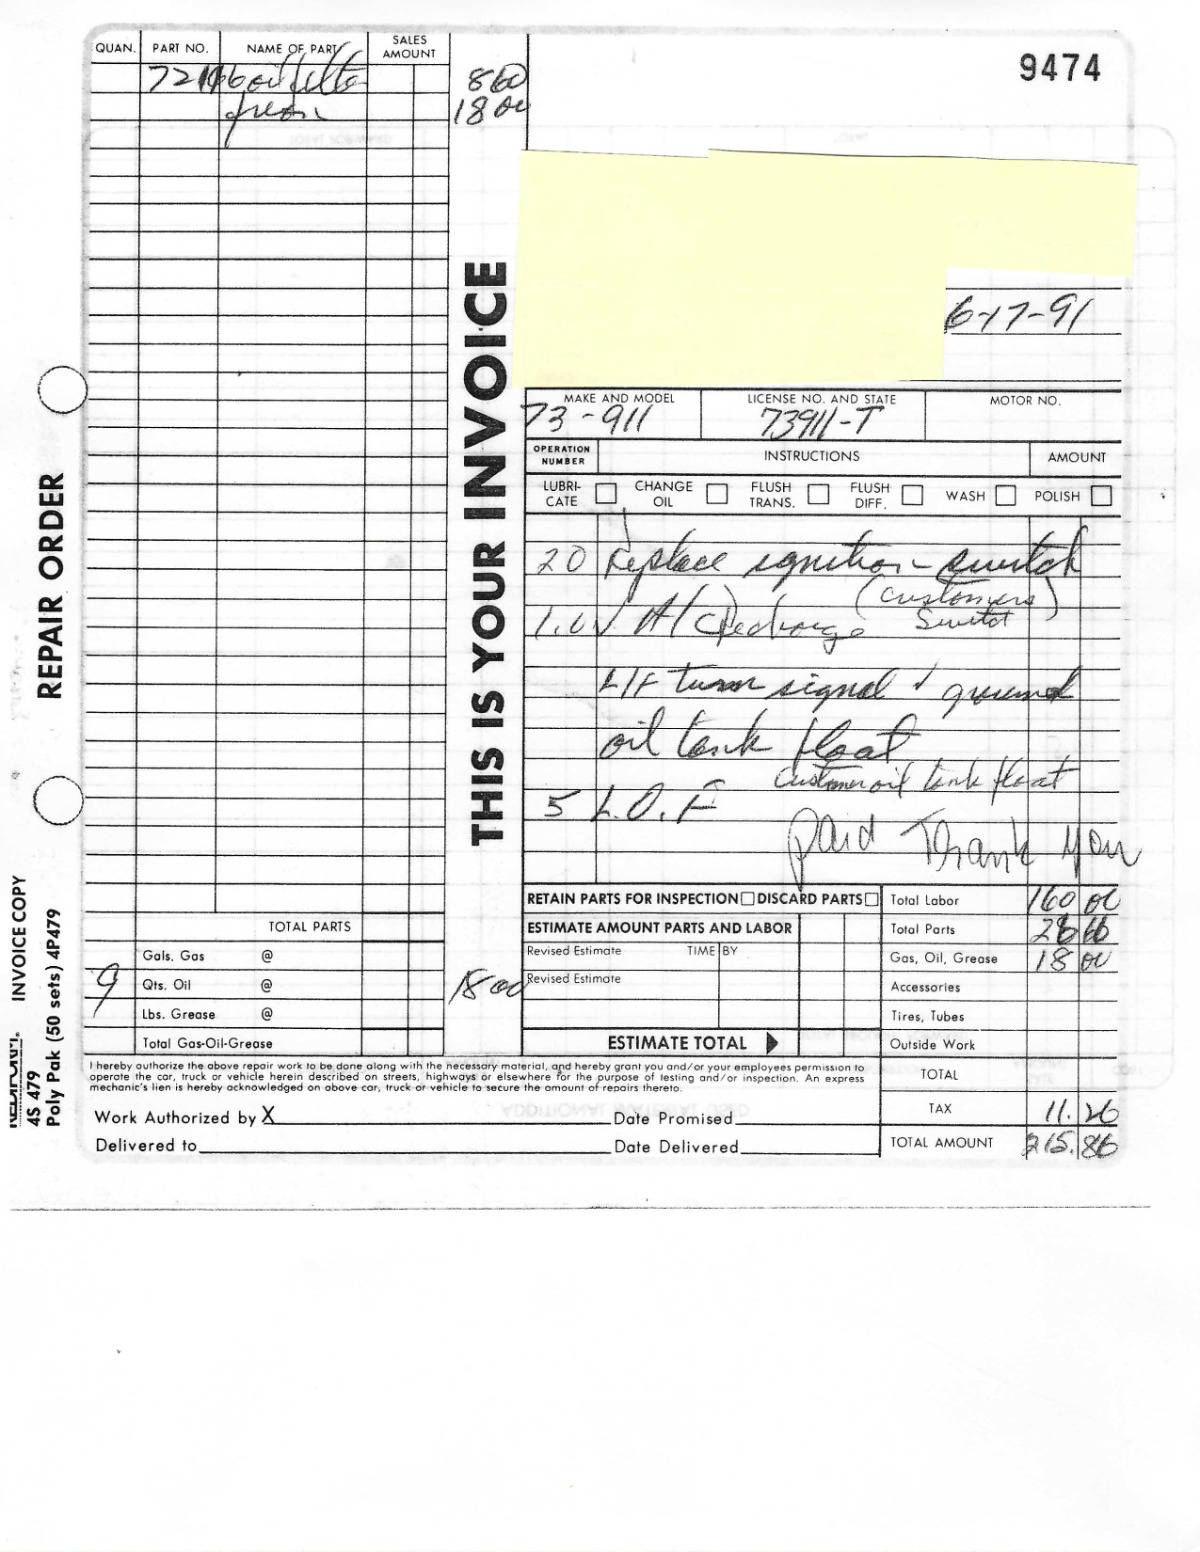 9474
QUAN. PART NO. NAME OF PART SALES AMOUNT
oil filter 8 60
freon 18 00
THIS IS YOUR INVOICE
REPAIR ORDER
INVOICE COPY
4S 479
Poly Pak (50 sets) 4P479
6-17-91
MAKE AND MODEL LICENSE NO. AND STATE MOTOR NO.
73-911 73911-T
OPERATION NUMBER INSTRUCTIONS AMOUNT
LUBRI-CATE CHANGE OIL FLUSH TRANS. FLUSH DIFF. WASH POLISH
20 Replace ignition switch
(customers
switch)
1.0 A/C Recharge
L/F turn signal ground
oil tank float
customer oil tank float
5 L.O.F
Paid Thank You
RETAIN PARTS FOR INSPECTION DISCARD PARTS
ESTIMATE AMOUNT PARTS AND LABOR
Revised Estimate TIME BY
Revised Estimate
ESTIMATE TOTAL
Total Labor 160 00
Total Parts
Gas, Oil, Grease 18 00
Accessories
Tires, Tubes
Outside Work
TOTAL
TAX 11.26
TOTAL AMOUNT 215.86
TOTAL PARTS
Gals. Gas @
9 Qts. Oil @ 18 00
Lbs. Grease @
Total Gas-Oil-Grease
I hereby authorize the above repair work to be done along with the necessary material, and hereby grant you and/or your employees permission to
operate the car, truck or vehicle herein described on streets, highways or elsewhere for the purpose of testing and/or inspection. An express
mechanic's lien is hereby acknowledged on above car, truck or vehicle to secure the amount of repairs thereto.
Work Authorized by X Date Promised
Delivered to Date Delivered